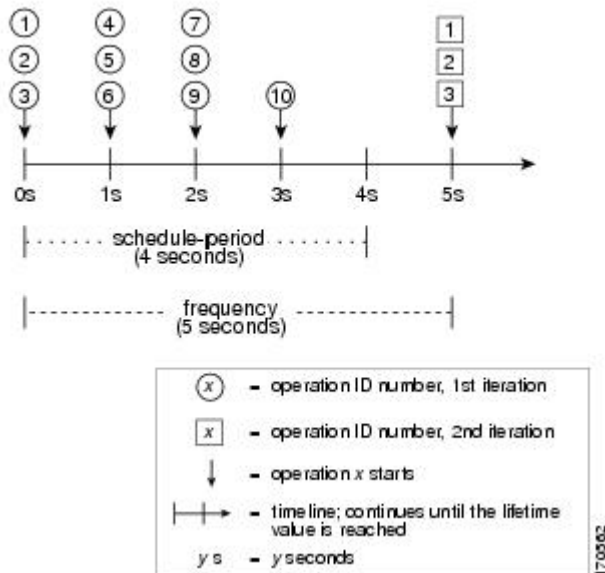 1 4 7 1
2 5 8 2
3 6 9 10 3
0s 1s 2s 3s 4s 5s
schedule-period
(4 seconds)
frequency
(5 seconds)
x = operation ID number, 1st iteration
x = operation ID number, 2nd iteration
= operation x starts
= timeline; continues until the lifetime
value is reached
y s = y seconds
170562